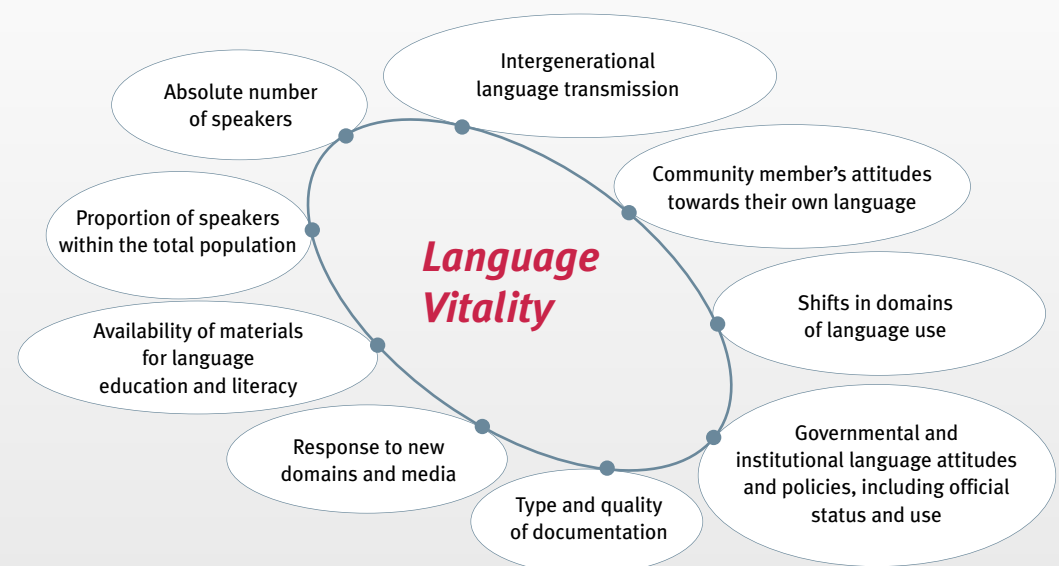 Intergenerational
language transmission
Absolute number
of speakers
Community member’s attitudes
towards their own language
Proportion of speakers
within the total population
Language
Vitality
Shifts in domains
of language use
Availability of materials
for language
education and literacy
Governmental and
institutional language attitudes
and policies, including official
status and use
Response to new
domains and media
Type and quality
of documentation